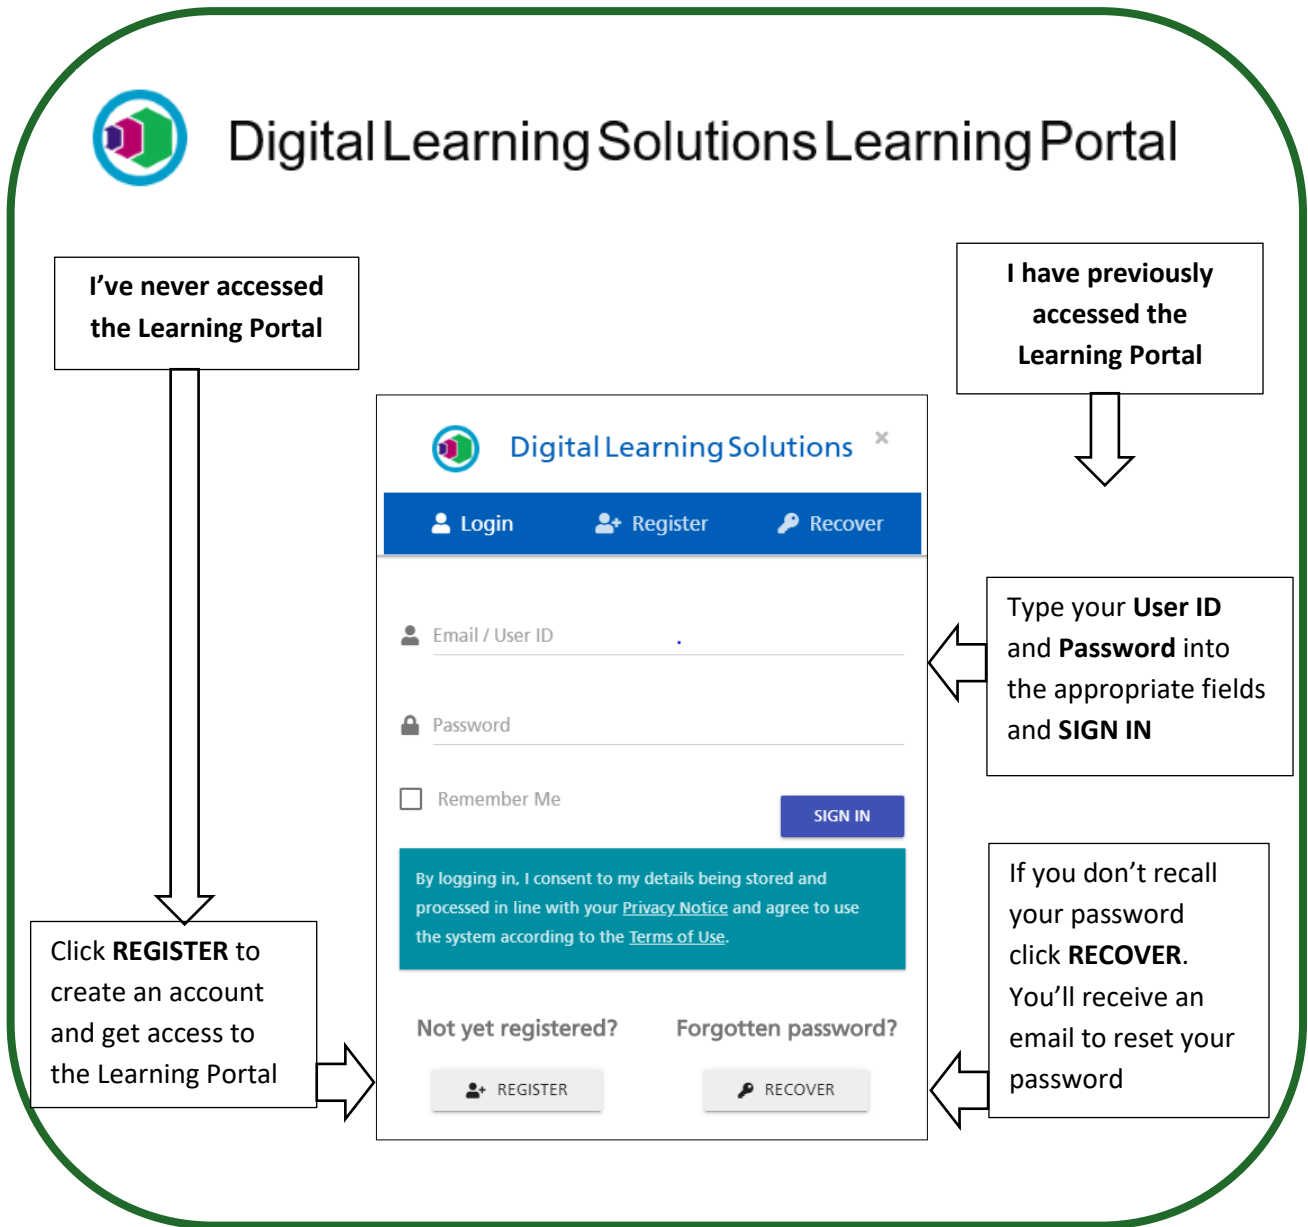 Digital Learning Solutions Learning Portal
I've never accessed
the Learning Portal
I have previously
accessed the
Learning Portal
Digital Learning Solutions ×
Login Register Recover
Email / User ID
Password
Remember Me
SIGN IN
By logging in, I consent to my details being stored and
processed in line with your Privacy Notice and agree to use
the system according to the Terms of Use.
Not yet registered? Forgotten password?
REGISTER RECOVER
Type your User ID
and Password into
the appropriate fields
and SIGN IN
Click REGISTER to
create an account
and get access to
the Learning Portal
If you don't recall
your password
click RECOVER.
You'll receive an
email to reset your
password